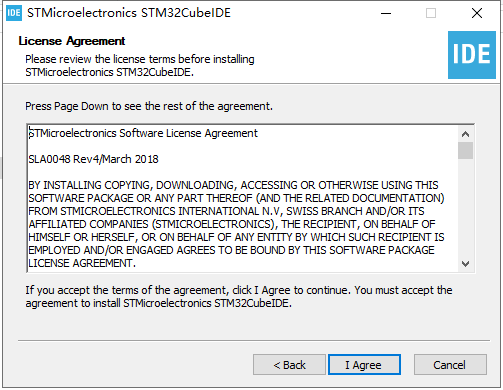 IDE STMicroelectronics STM32CubeIDE
License Agreement
Please review the license terms before installing
STMicroelectronics STM32CubeIDE.
IDE
Press Page Down to see the rest of the agreement.
STMicroelectronics Software License Agreement
SLA0048 Rev4/March 2018
BY INSTALLING COPYING, DOWNLOADING, ACCESSING OR OTHERWISE USING THIS
SOFTWARE PACKAGE OR ANY PART THEREOF (AND THE RELATED DOCUMENTATION)
FROM STMICROELECTRONICS INTERNATIONAL N.V, SWISS BRANCH AND/OR ITS
AFFILIATED COMPANIES (STMICROELECTRONICS), THE RECIPIENT, ON BEHALF OF
HIMSELF OR HERSELF, OR ON BEHALF OF ANY ENTITY BY WHICH SUCH RECIPIENT IS
EMPLOYED AND/OR ENGAGED AGREES TO BE BOUND BY THIS SOFTWARE PACKAGE
LICENSE AGREEMENT.
If you accept the terms of the agreement, click I Agree to continue. You must accept the
agreement to install STMicroelectronics STM32CubeIDE.
< Back I Agree Cancel